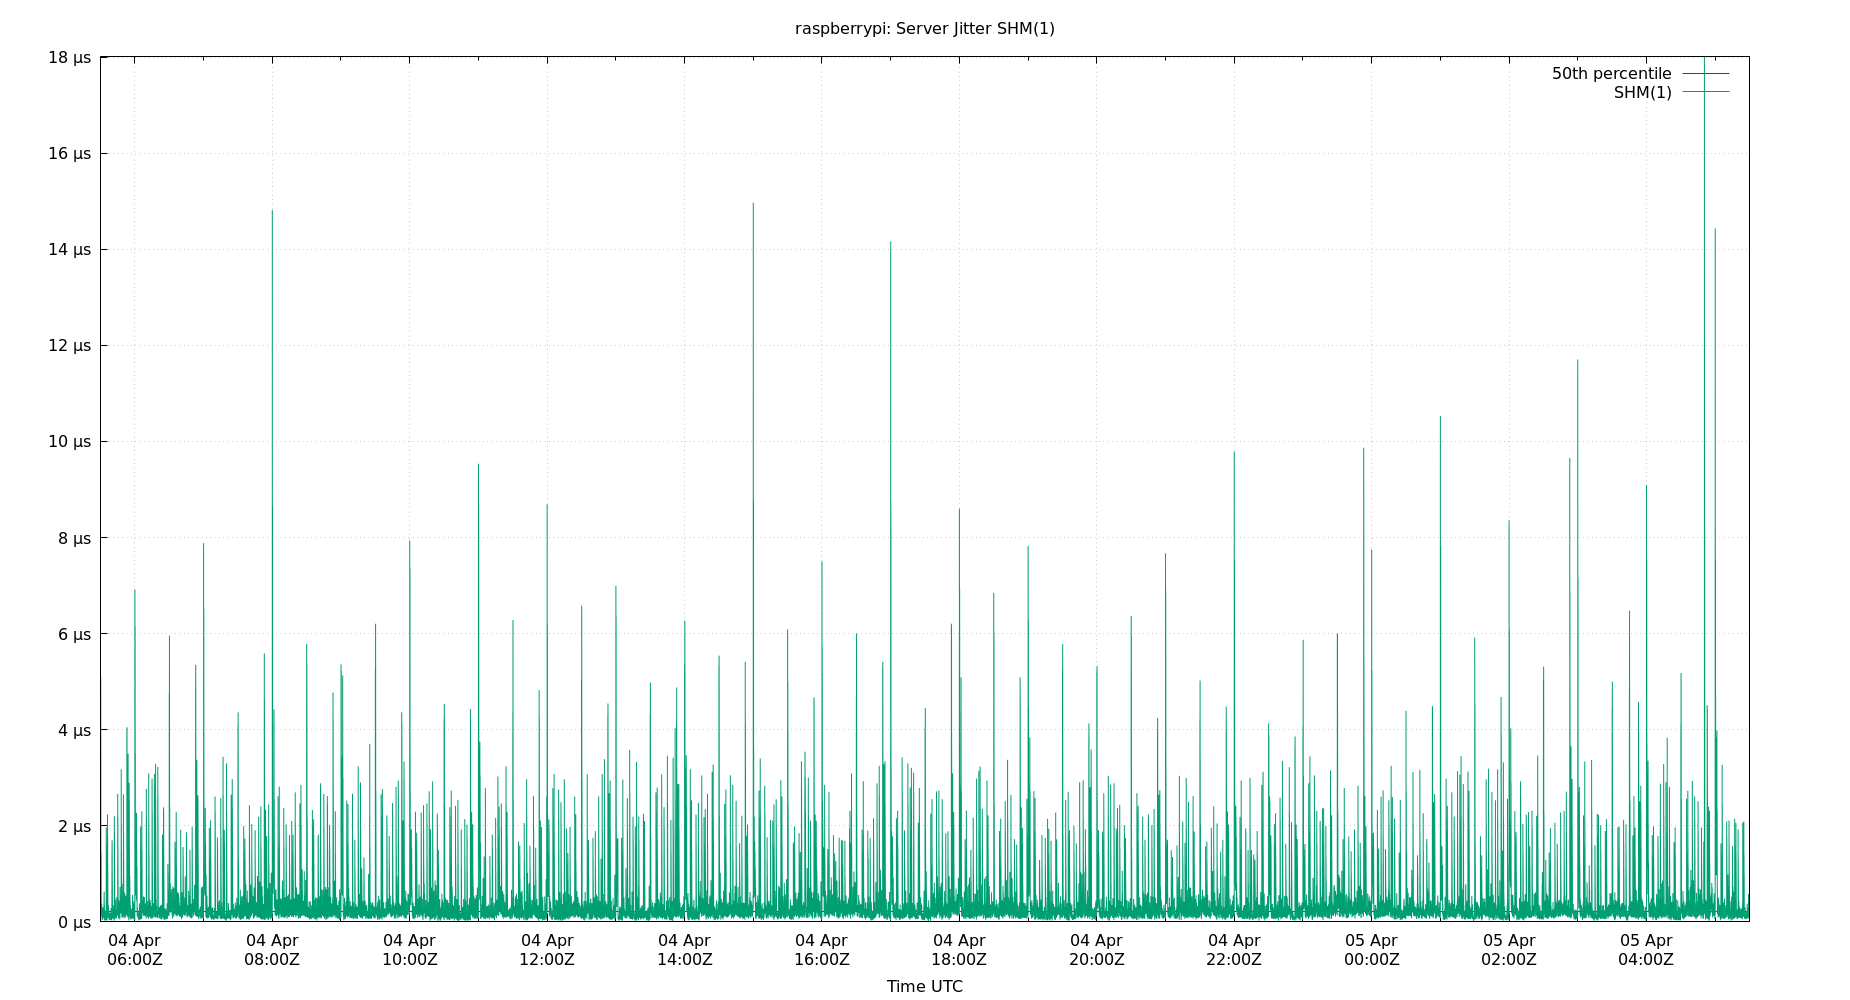 raspberrypi: Server Jitter SHM(1)
18 µs
16 µs
14 µs
12 µs
10 µs
8 µs
6 µs
4 µs
2 µs
0 µs
50th percentile
SHM(1)
04 Apr
06:00Z
04 Apr
08:00Z
04 Apr
10:00Z
04 Apr
12:00Z
04 Apr
14:00Z
04 Apr
16:00Z
04 Apr
18:00Z
04 Apr
20:00Z
04 Apr
22:00Z
05 Apr
00:00Z
05 Apr
02:00Z
05 Apr
04:00Z
Time UTC